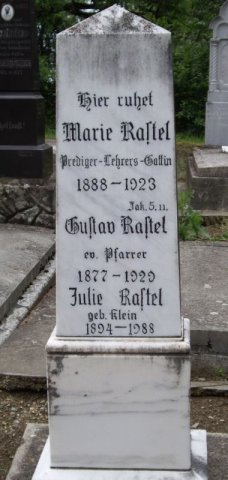 Hier ruhet
Marie Raſtel
Prediger-Lehrers-Gattin
1888–1923
Jak. 5. 11.
Guſtav Raſtel
ev. Pfarrer
1877–1929
Julie Raſtel
geb. Klein
1894–1988